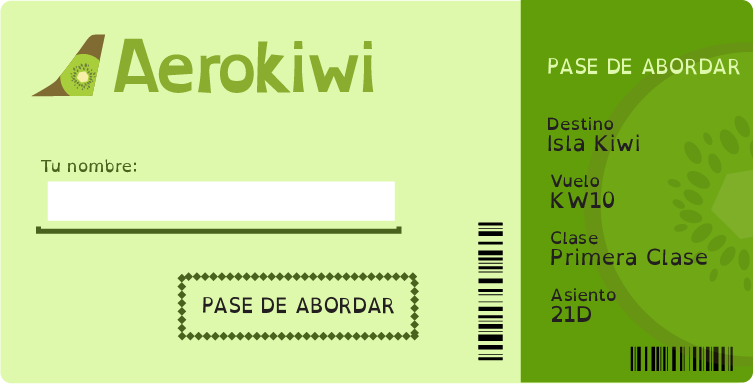 Aerokiwi
Tu nombre:
PASE DE ABORDAR
PASE DE ABORDAR
Destino
Isla Kiwi
Vuelo
KW10
Clase
Primera Clase
Asiento
21D